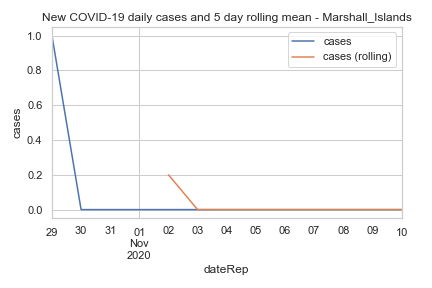 New COVID-19 daily cases and 5 day rolling mean - Marshall_Islands
cases
cases (rolling)
1.0
0.8
0.6
0.4
0.2
0.0
cases
29 30 31 01 02 03 04 05 06 07 08 09 10
Nov
2020
dateRep